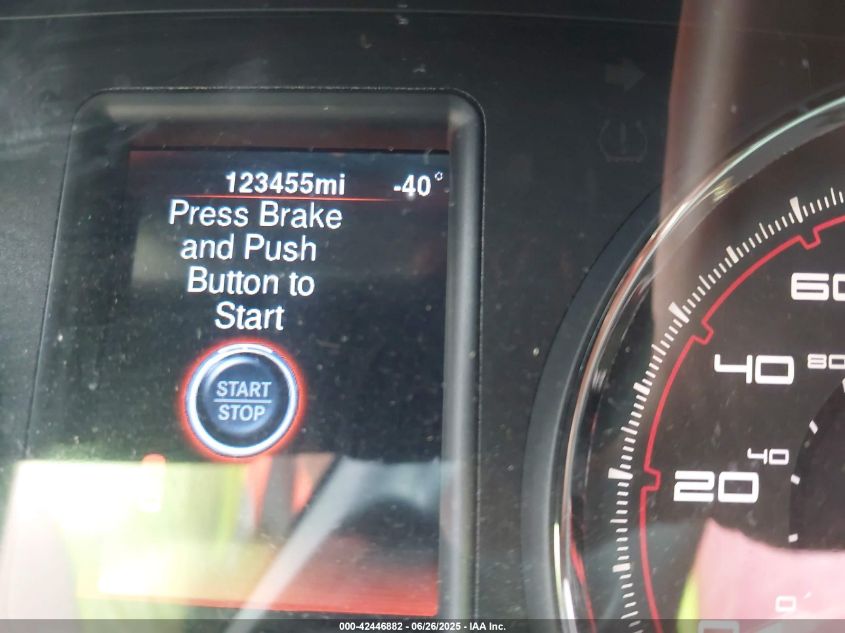 123455mi -40°
Press Brake
and Push
Button to
Start
START
STOP
60
40 80
20 40
0
000-42446882 - 06/26/2025 - IAA Inc.